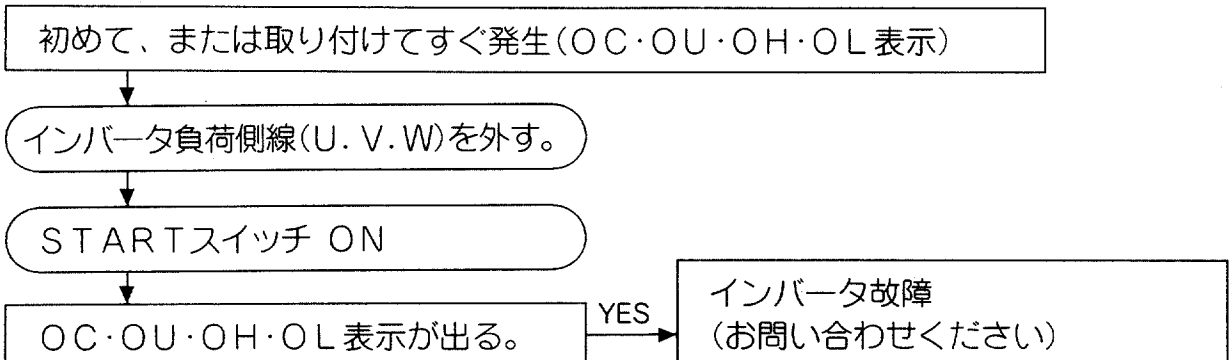 初めて、または取り付けてすぐ発生(OC·OU·OH·OL表示)
インバータ負荷側線(U.V.W)を外す。
STARTスイッチ ON
OC·OU·OH·OL表示が出る。
YES
インバータ故障
(お問い合わせください)